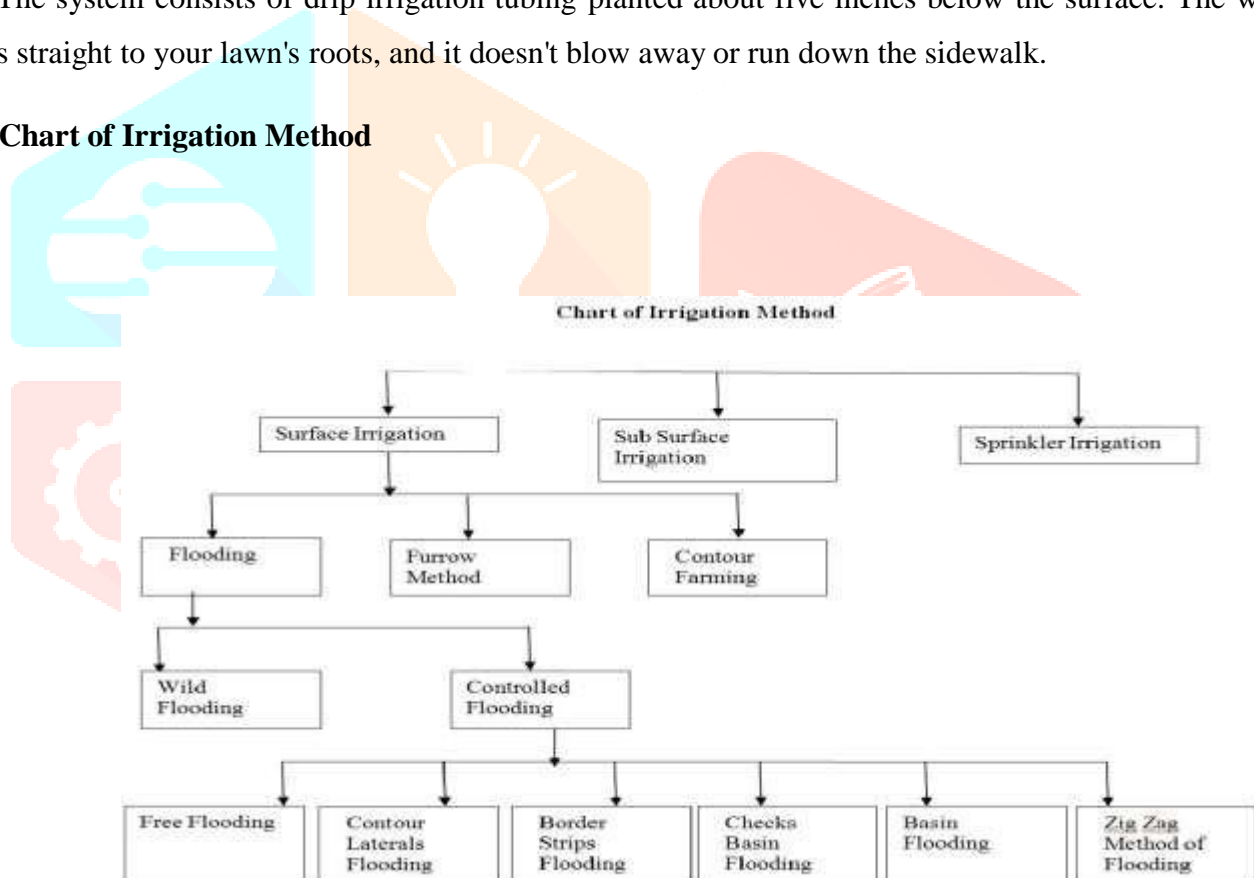 The system consists of drip irrigation tubing planted about five inches below the surface. The w
s straight to your lawn's roots, and it doesn't blow away or run down the sidewalk.
Chart of Irrigation Method
Chart of Irrigation Method
Surface Irrigation
Sub Surface
Irrigation
Sprinkler Irrigation
Flooding
Furrow
Method
Contour
Farming
Wild
Flooding
Controlled
Flooding
Free Flooding
Contour
Laterals
Flooding
Border
Strips
Flooding
Checks
Basin
Flooding
Basin
Flooding
Zig Zag
Method of
Flooding